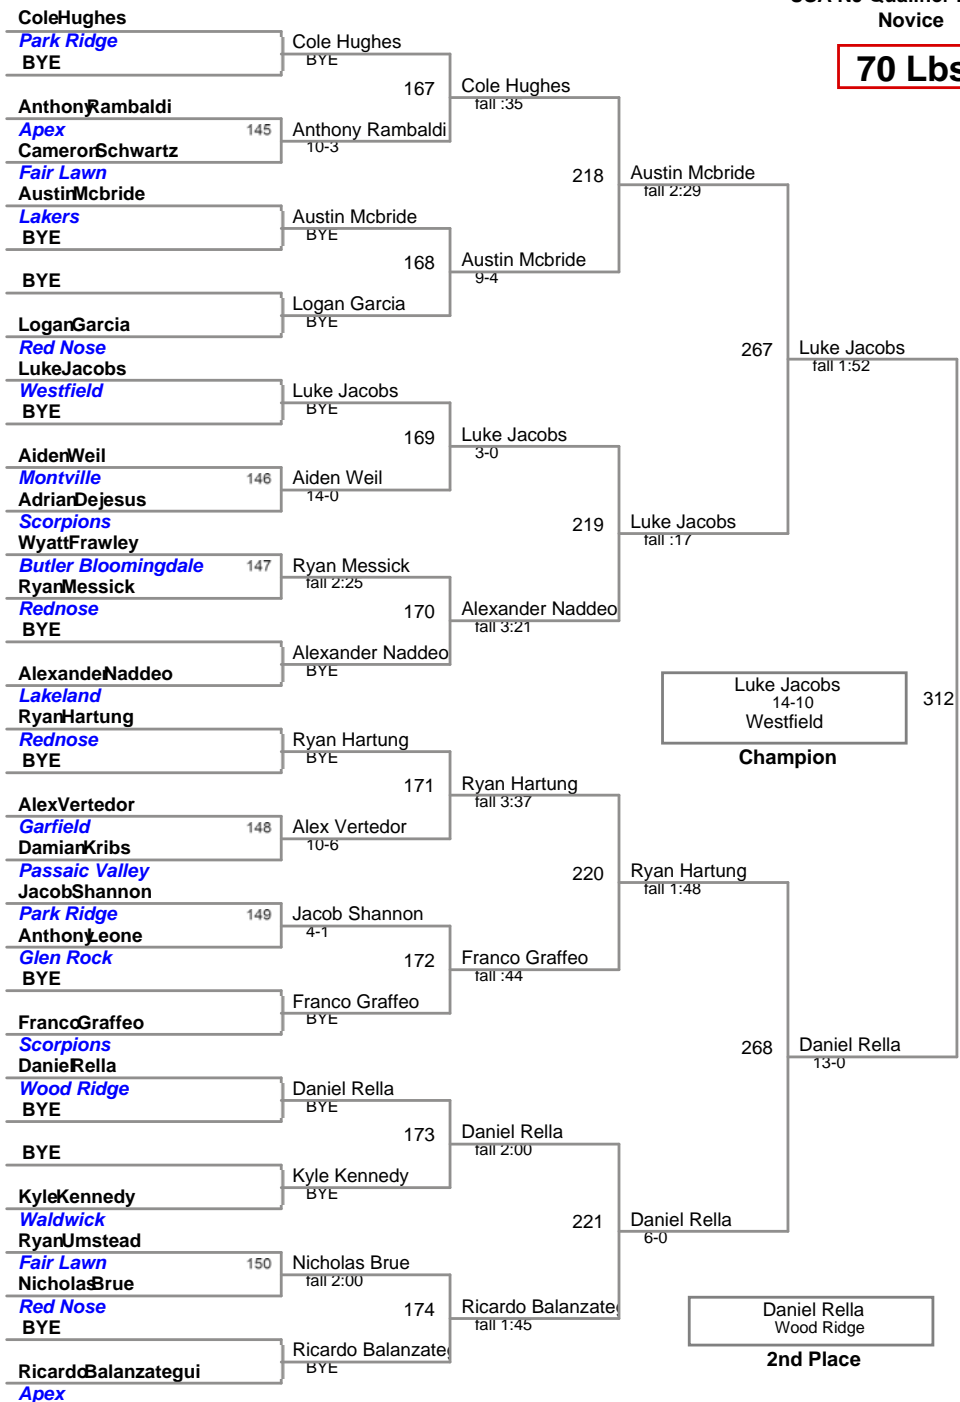 Novice
70 Lbs
ColeHughes
Park Ridge
BYE
AnthonyRambaldi
Apex
145
CameronSchwartz
Fair Lawn
AustinMcbride
Lakers
BYE
BYE
LoganGarcia
Red Nose
LukeJacobs
Westfield
BYE
AidenWeil
Montville
146
AdrianDejesus
Scorpions
WyattFrawley
Butler Bloomingdale
147
RyanMessick
Rednose
BYE
AlexanderNaddeo
Lakeland
RyanHartung
Rednose
BYE
AlexVertedor
Garfield
148
DamianKribs
Passaic Valley
JacobShannon
Park Ridge
149
AnthonyLeone
Glen Rock
BYE
FrancoGraffeo
Scorpions
DanielRella
Wood Ridge
BYE
BYE
KyleKennedy
Waldwick
RyanUmstead
Fair Lawn
150
NicholasBrue
Red Nose
BYE
RicardoBalanzategui
Apex
Cole Hughes
BYE
167
Anthony Rambaldi
10-3
Austin Mcbride
BYE
168
Logan Garcia
BYE
Luke Jacobs
BYE
169
Aiden Weil
14-0
Ryan Messick
fall 2:25
170
Alexander Naddeo
BYE
Ryan Hartung
BYE
171
Alex Vertedor
10-6
Jacob Shannon
4-1
172
Franco Graffeo
BYE
Daniel Rella
BYE
173
Kyle Kennedy
BYE
Nicholas Brue
fall 2:00
174
Ricardo Balanzate
BYE
Cole Hughes
fall :35
218
Austin Mcbride
9-4
Luke Jacobs
3-0
219
Alexander Naddeo
fall 3:21
Ryan Hartung
fall 3:37
220
Franco Graffeo
fall :44
Daniel Rella
fall 2:00
221
Ricardo Balanzate
fall 1:45
Austin Mcbride
fall 2:29
267
Luke Jacobs
fall :17
Ryan Hartung
fall 1:48
268
Daniel Rella
6-0
Luke Jacobs
fall 1:52
312
Daniel Rella
13-0
Luke Jacobs
14-10
Westfield
Champion
Daniel Rella
Wood Ridge
2nd Place